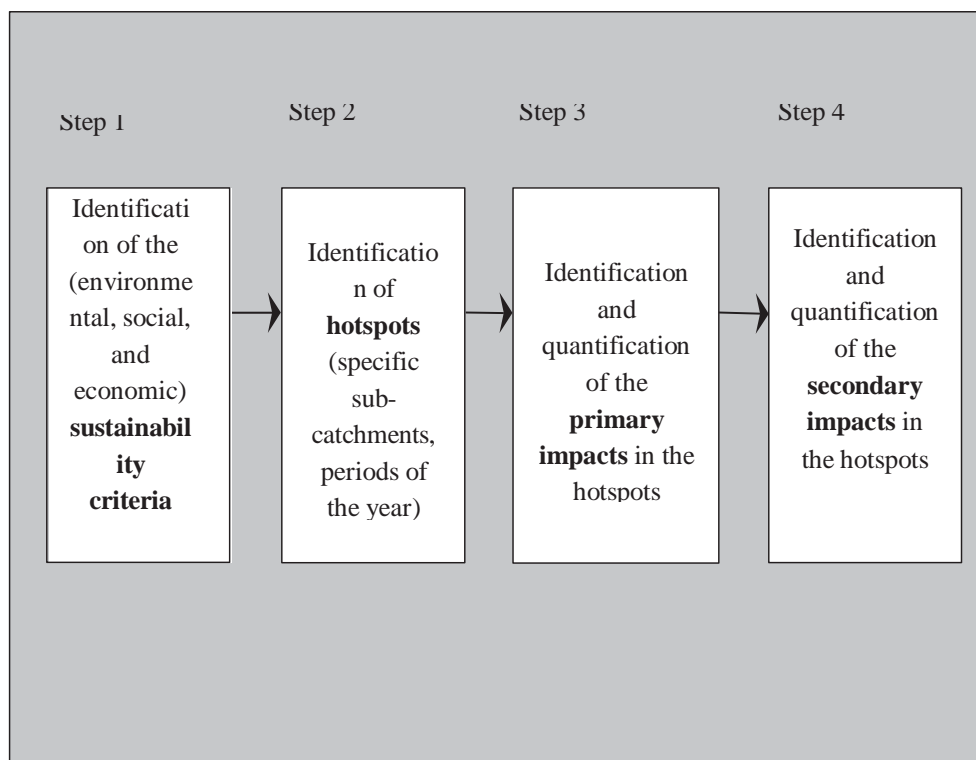 Step 1
Step 2
Step 3
Step 4
Identificati
on of the
(environme
ntal, social,
and
economic)
sustainabil
ity
criteria
Identificatio
n of
hotspots
(specific
sub-
catchments,
periods of
the year)
Identification
and
quantification
of the
primary
impacts in the
hotspots
Identification
and
quantification
of the
secondary
impacts in
the hotspots